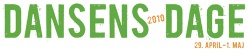 DANSENS 2010 DAGE
29. APRIL - 1. MAJ